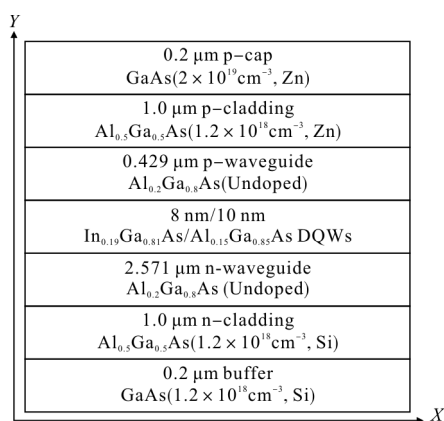 Y
0.2 μm p−cap
GaAs(2 × 10¹⁹cm⁻³, Zn)
1.0 μm p−cladding
Al₀.₅Ga₀.₅As(1.2 × 10¹⁸cm⁻³, Zn)
0.429 μm p−waveguide
Al₀.₂Ga₀.₈As(Undoped)
8 nm/10 nm
In₀.₁₉Ga₀.₈₁As/Al₀.₁₅Ga₀.₈₅As DQWs
2.571 μm n-waveguide
Al₀.₂Ga₀.₈As (Undoped)
1.0 μm n−cladding
Al₀.₅Ga₀.₅As(1.2 × 10¹⁸cm⁻³, Si)
0.2 μm buffer
GaAs(1.2 × 10¹⁸cm⁻³, Si)
X